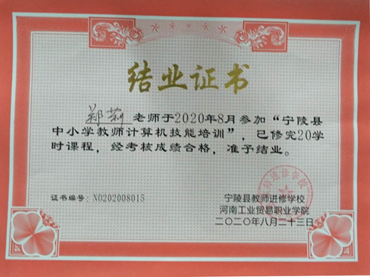 结业证书
郑莉 老师于2020年8月参加“宁陵县
中小学教师计算机技能培训”，已修完20学
时课程，经考核成绩合格，准予结业。
证书编号：X0202008015
宁陵县教师进修学校
河南工业贸易职业学院
二〇二〇年八月二十三日